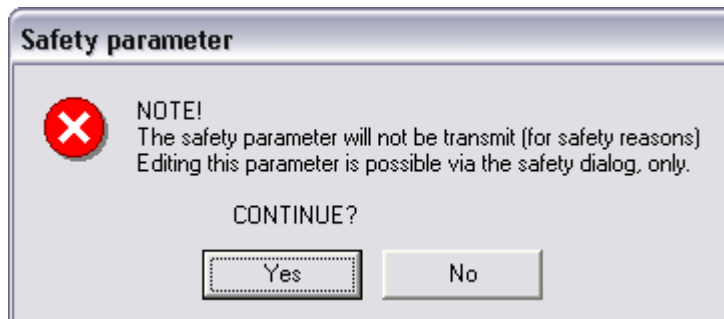 Safety parameter
NOTE!
The safety parameter will not be transmit (for safety reasons)
Editing this parameter is possible via the safety dialog, only.
CONTINUE?
Yes
No